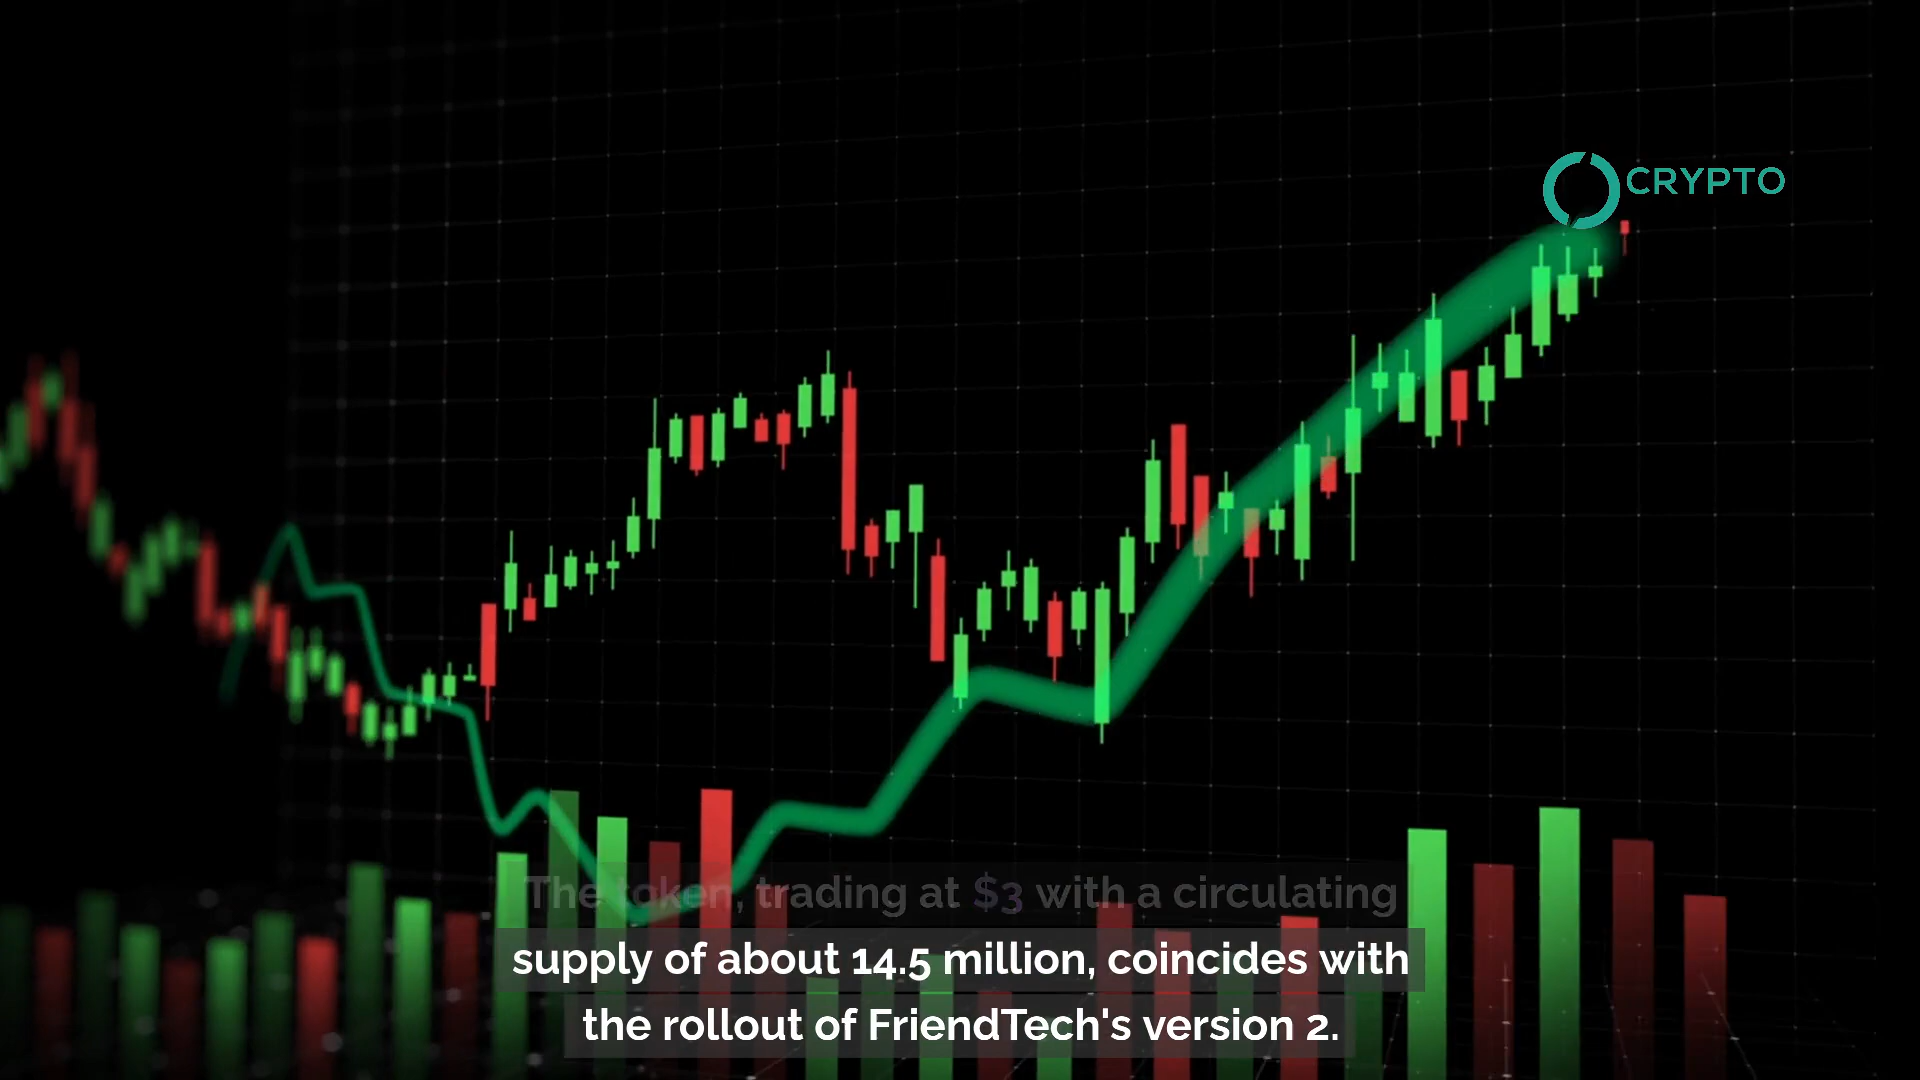 CRYPTO
The token, trading at $3 with a circulating
supply of about 14.5 million, coincides with
the rollout of FriendTech's version 2.